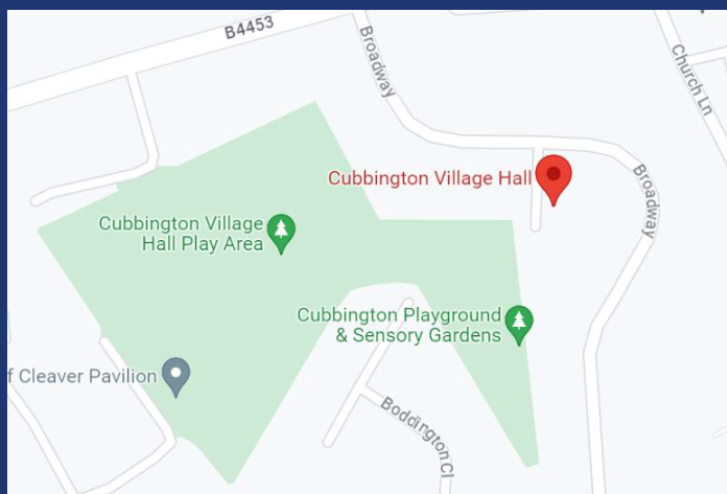 B4453
Broadway
Church Ln
Cubbington Village Hall
Broadway
Cubbington Village
Hall Play Area
Cubbington Playground
& Sensory Gardens
f Cleaver Pavilion
Boddington Cl